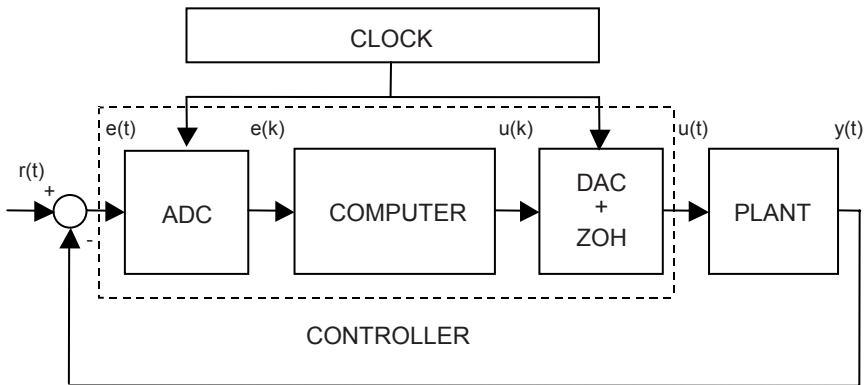 CLOCK
e(t)
e(k)
u(k)
u(t)
y(t)
r(t)
+
-
ADC
COMPUTER
DAC
+
ZOH
PLANT
CONTROLLER